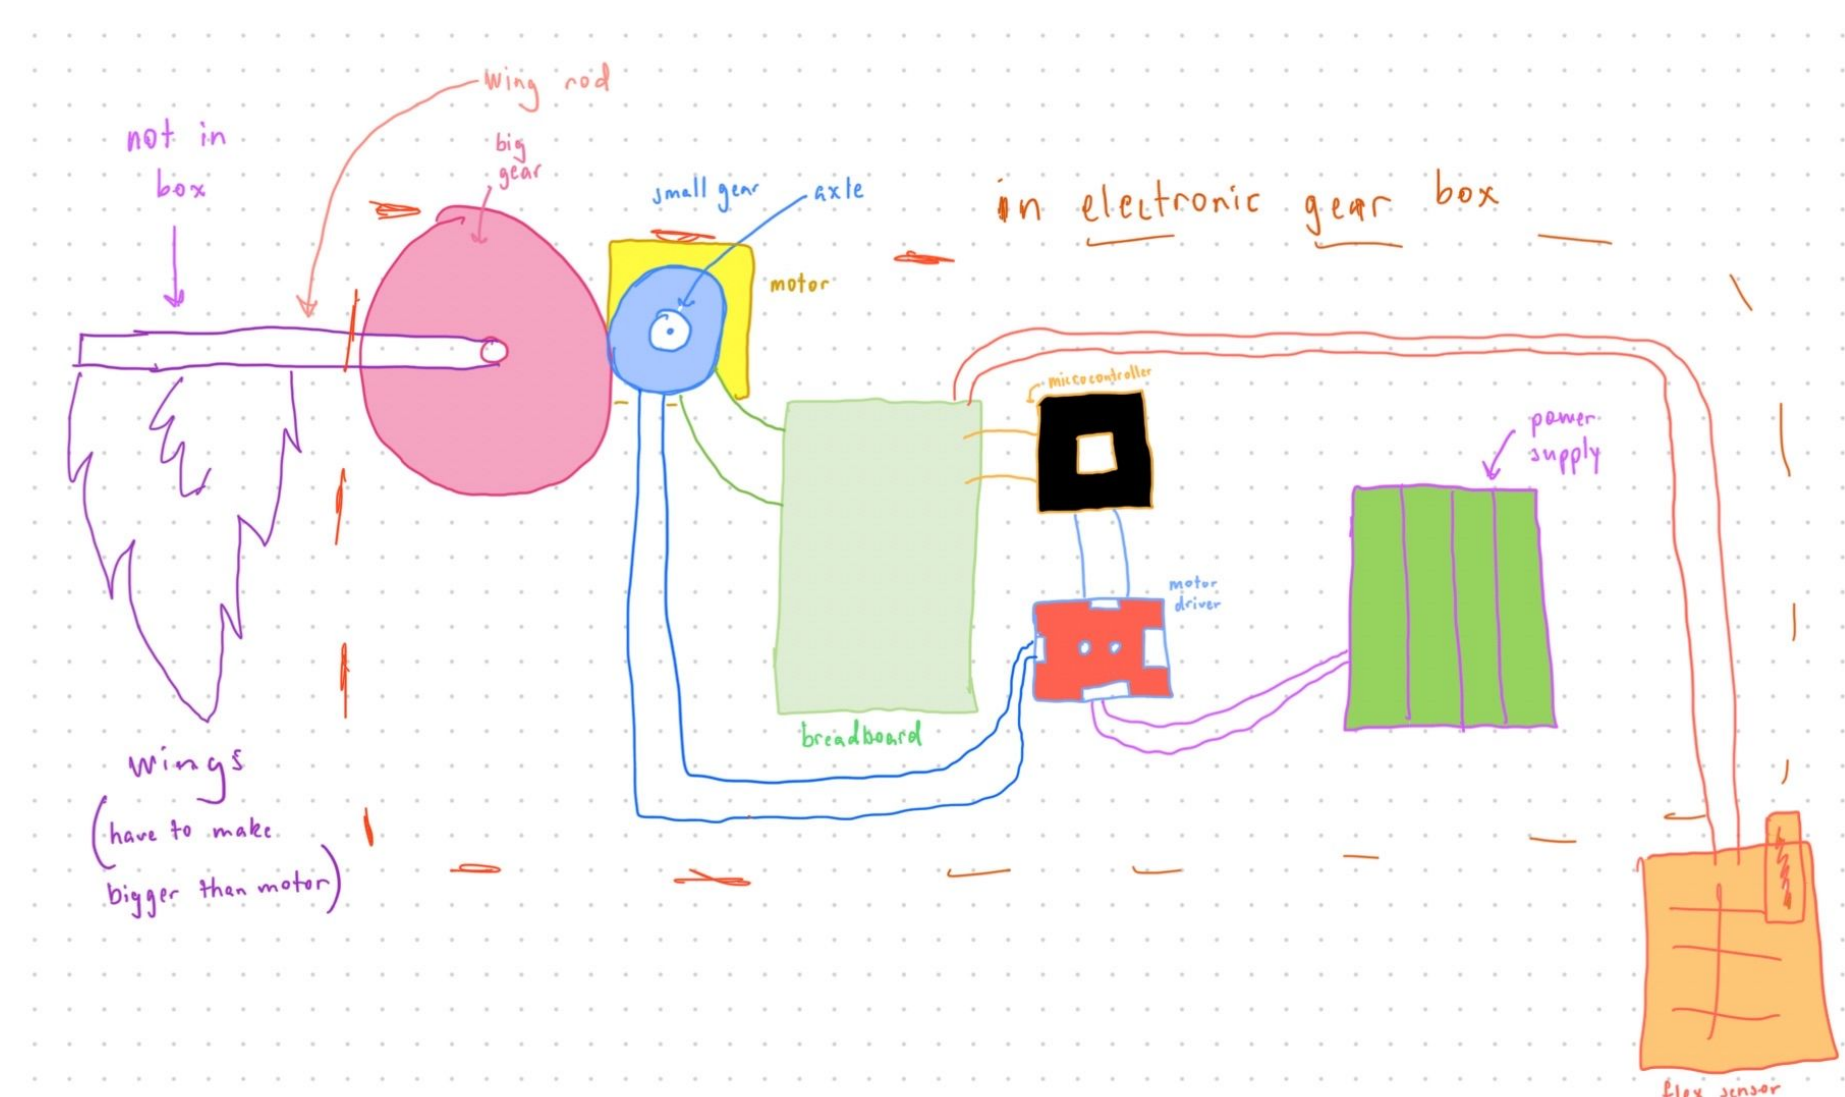 wing rod
not in
box
big
gear
small gear
axle
in electronic gear box
motor
microcontroller
power
supply
motor
driver
breadboard
wings
(have to make
bigger than motor)
flex sensor